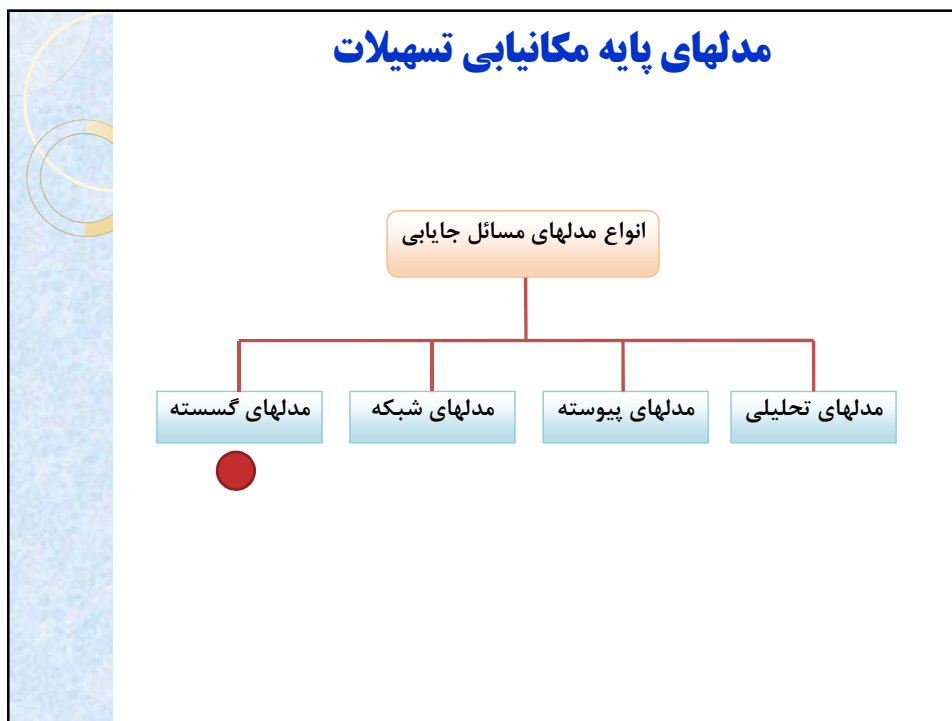 مدلهای پایه مکانیابی تسهیلات
انواع مدلهای مسائل جایابی
مدلهای تحلیلی
مدلهای پیوسته
مدلهای شبکه
مدلهای گسسته